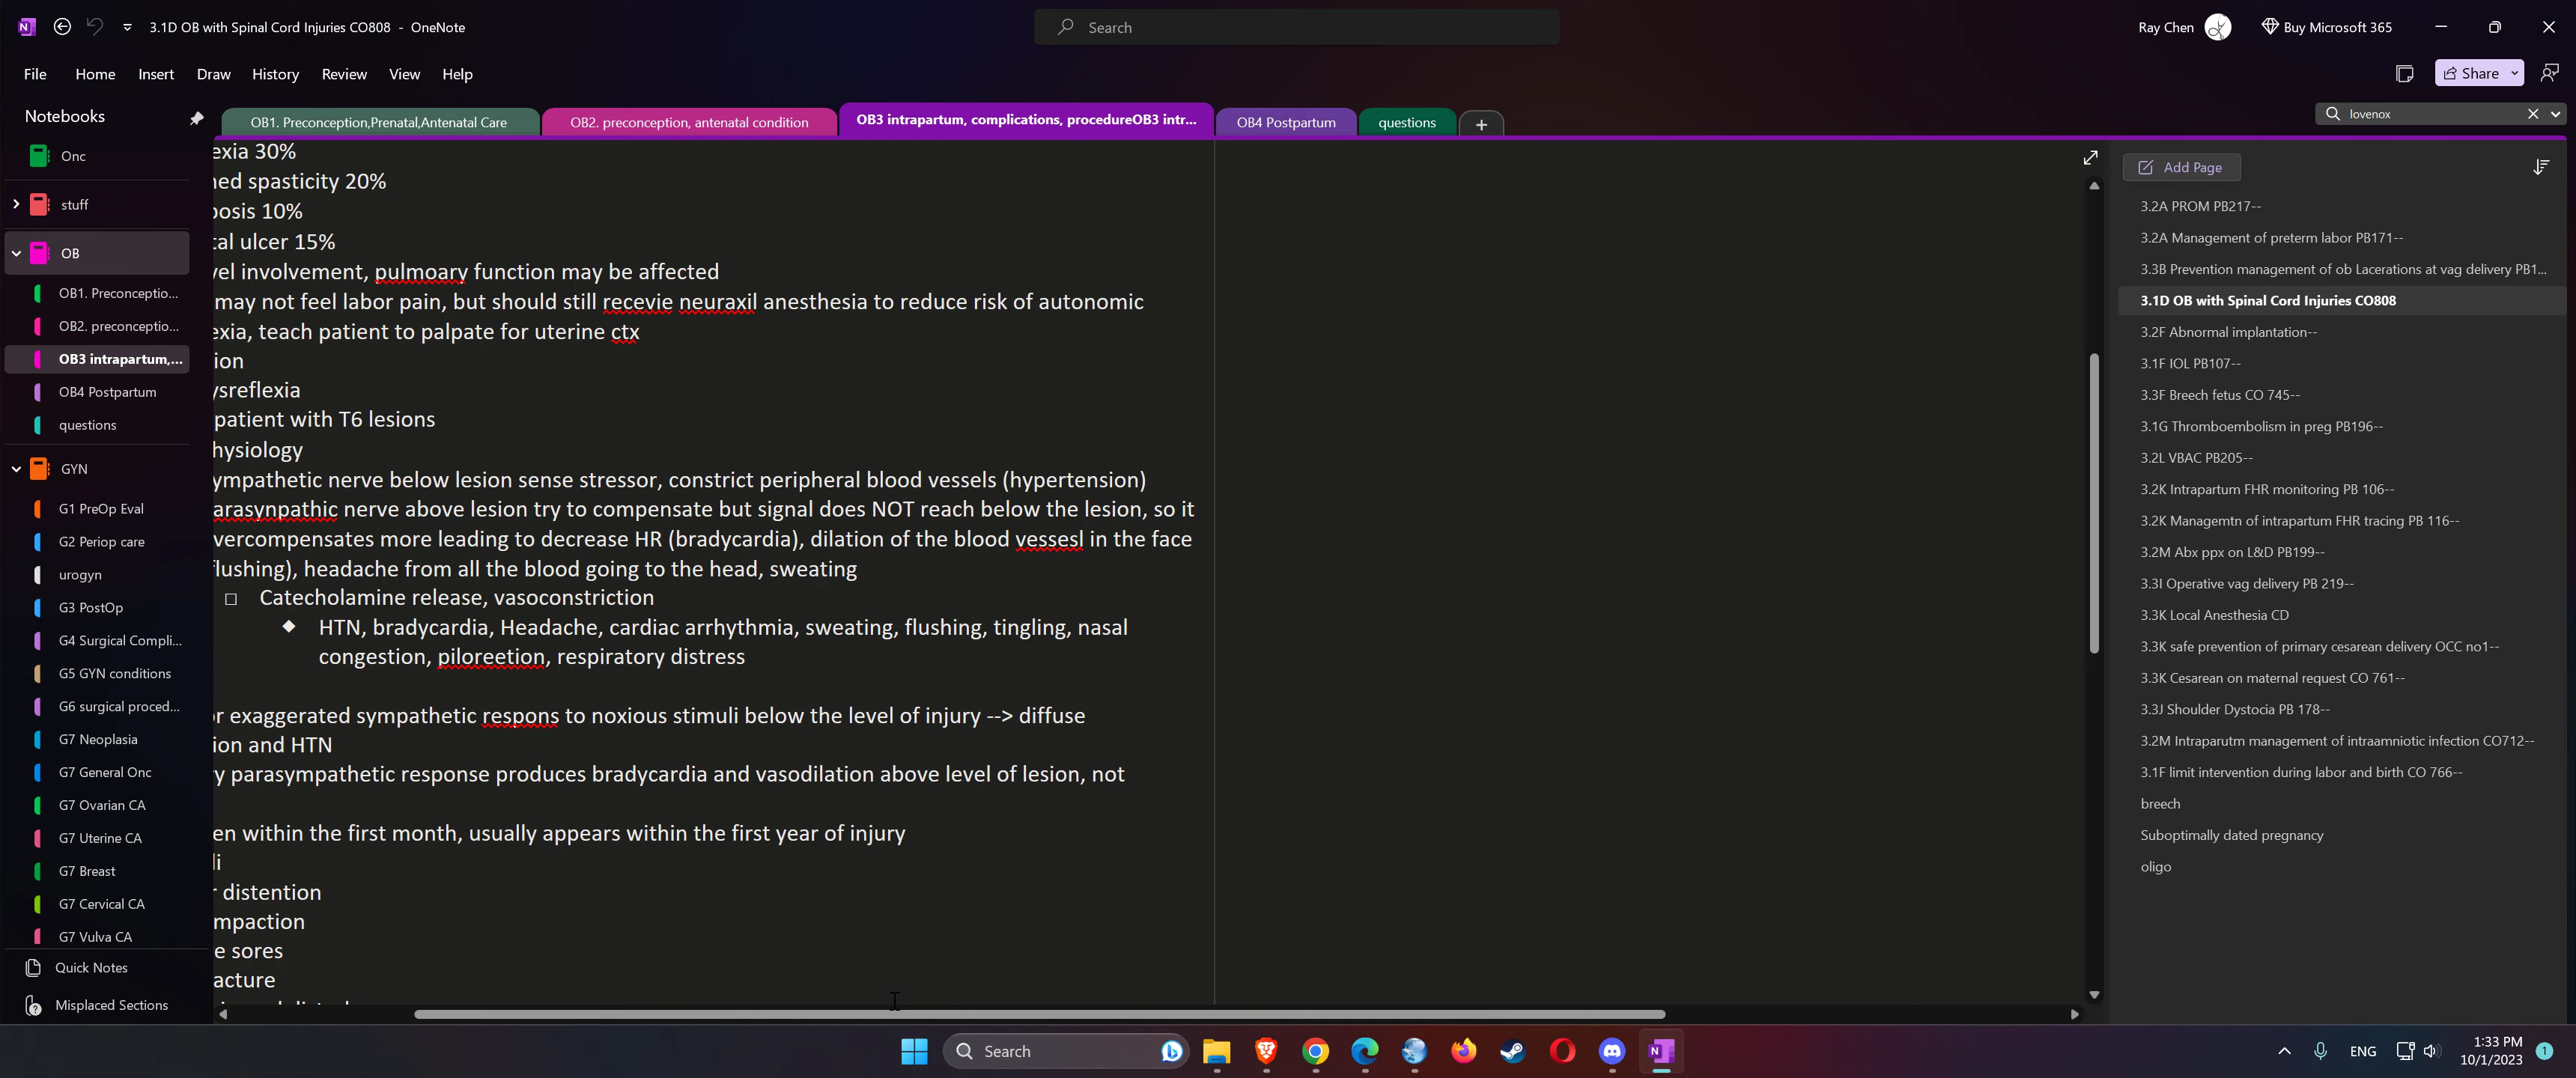 3.1D OB with Spinal Cord Injuries CO808 - OneNote
Search
Ray Chen
Buy Microsoft 365
File Home Insert Draw History Review View Help
Share
Notebooks
OB1. Preconception,Prenatal,Antenatal Care
OB2. preconception, antenatal condition
OB3 intrapartum, complications, procedureOB3 intr...
OB4 Postpartum
questions
+
lovenox
Onc
stuff
OB
OB1. Preconceptio...
OB2. preconceptio...
OB3 intrapartum,...
OB4 Postpartum
questions
GYN
G1 PreOp Eval
G2 Periop care
urogyn
G3 PostOp
G4 Surgical Compli...
G5 GYN conditions
G6 surgical proced...
G7 Neoplasia
G7 General Onc
G7 Ovarian CA
G7 Uterine CA
G7 Breast
G7 Cervical CA
G7 Vulva CA
Quick Notes
Misplaced Sections
exia 30%
ned spasticity 20%
osis 10%
tal ulcer 15%
vel involvement, pulmoary function may be affected
may not feel labor pain, but should still recevie neuraxil anesthesia to reduce risk of autonomic
exia, teach patient to palpate for uterine ctx
ion
ysreflexia
patient with T6 lesions
hysiology
ympathetic nerve below lesion sense stressor, constrict peripheral blood vessels (hypertension)
arasynpathic nerve above lesion try to compensate but signal does NOT reach below the lesion, so it
vercompensates more leading to decrease HR (bradycardia), dilation of the blood vessesl in the face
flushing), headache from all the blood going to the head, sweating
Catecholamine release, vasoconstriction
HTN, bradycardia, Headache, cardiac arrhythmia, sweating, flushing, tingling, nasal
congestion, piloreetion, respiratory distress
or exaggerated sympathetic respons to noxious stimuli below the level of injury --> diffuse
ion and HTN
y parasympathetic response produces bradycardia and vasodilation above level of lesion, not
en within the first month, usually appears within the first year of injury
li
r distention
mpaction
e sores
acture
Add Page
3.2A PROM PB217--
3.2A Management of preterm labor PB171--
3.3B Prevention management of ob Lacerations at vag delivery PB1...
3.1D OB with Spinal Cord Injuries CO808
3.2F Abnormal implantation--
3.1F IOL PB107--
3.3F Breech fetus CO 745--
3.1G Thromboembolism in preg PB196--
3.2L VBAC PB205--
3.2K Intrapartum FHR monitoring PB 106--
3.2K Managemtn of intrapartum FHR tracing PB 116--
3.2M Abx ppx on L&D PB199--
3.3I Operative vag delivery PB 219--
3.3K Local Anesthesia CD
3.3K safe prevention of primary cesarean delivery OCC no1--
3.3K Cesarean on maternal request CO 761--
3.3J Shoulder Dystocia PB 178--
3.2M Intraparutm management of intraamniotic infection CO712--
3.1F limit intervention during labor and birth CO 766--
breech
Suboptimally dated pregnancy
oligo
Search
ENG
1:33 PM
10/1/2023
1